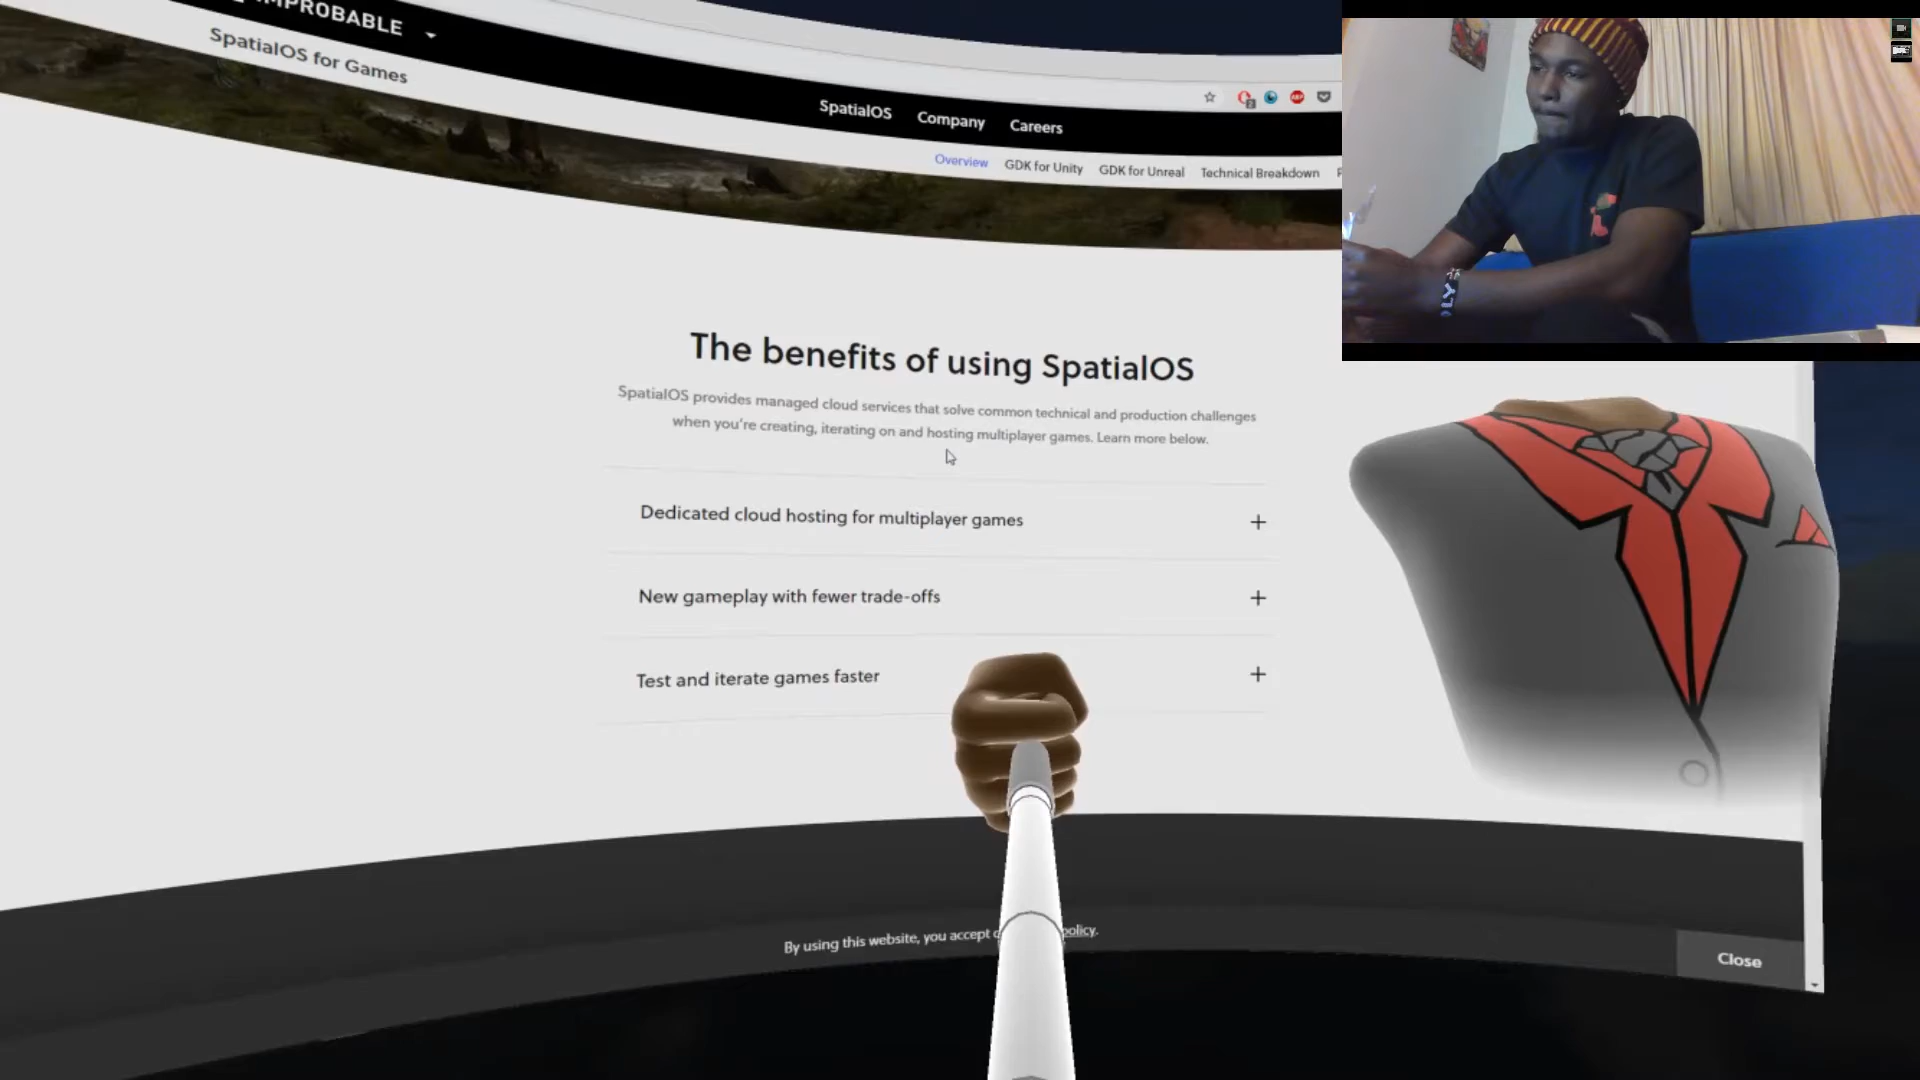 IMPROBABLE
SpatialOS for Games
SpatialOS Company Careers
Overview GDK for Unity GDK for Unreal Technical Breakdown
The benefits of using SpatialOS
SpatialOS provides managed cloud services that solve common technical and production challenges
when you're creating, iterating on and hosting multiplayer games. Learn more below.
Dedicated cloud hosting for multiplayer games +
New gameplay with fewer trade-offs +
Test and iterate games faster +
By using this website, you accept policy.
Close